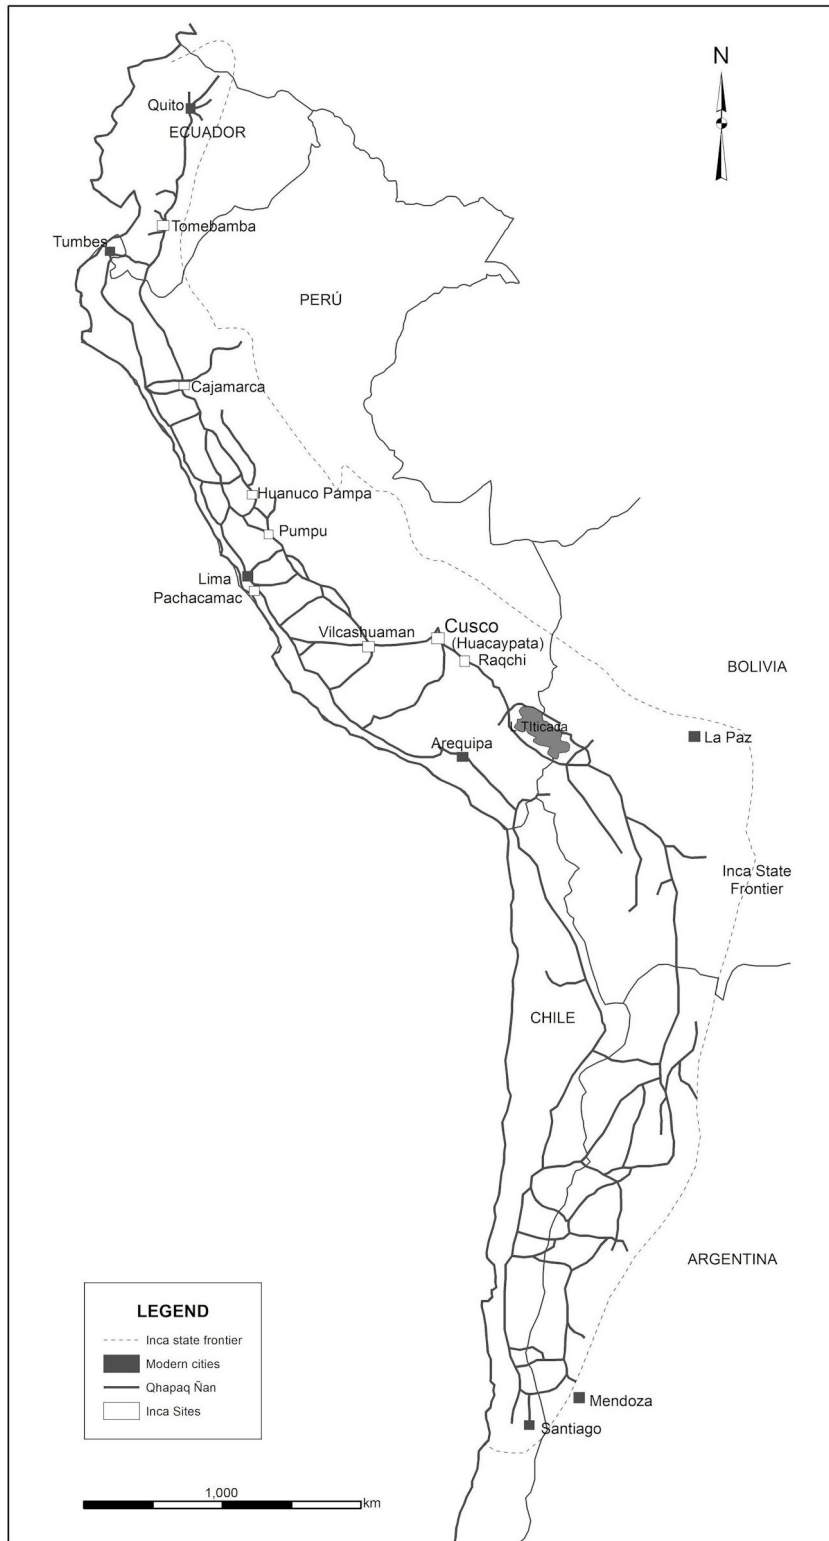 N
Quito
ECUADOR
Tomebamba
Tumbes
PERÚ
Cajamarca
Huanuco Pampa
Pumpu
Lima
Pachacamac
Vilcashuaman
Cusco
(Huacaypata)
Raqchi
BOLIVIA
L TIticada
La Paz
Arequipa
Inca State
Frontier
CHILE
ARGENTINA
LEGEND
Inca state frontier
Modern cities
Qhapaq Ñan
Inca Sites
Mendoza
Santiago
1,000
km